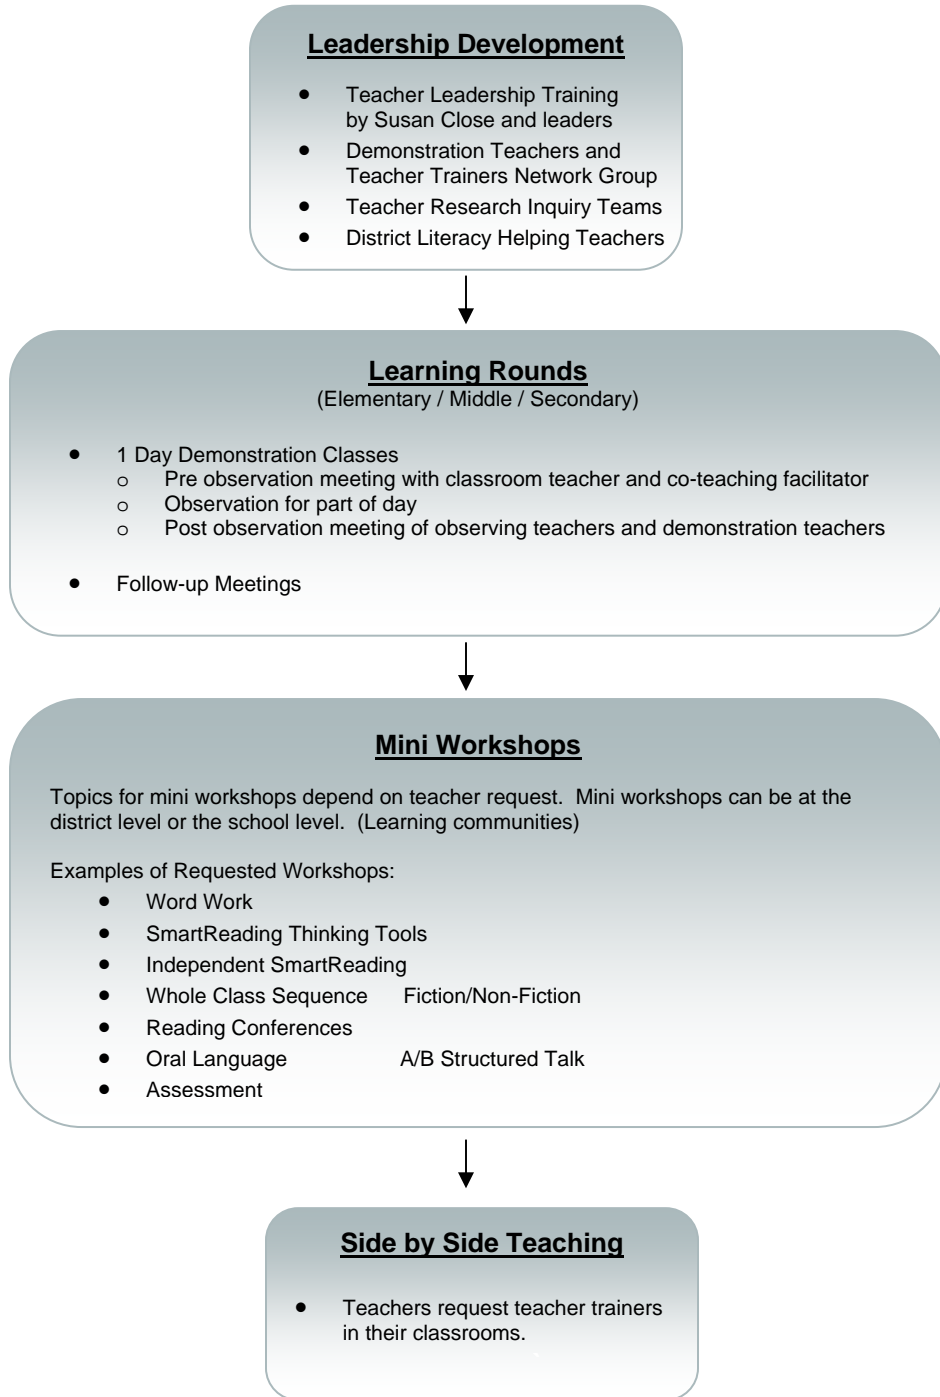 Leadership Development
• Teacher Leadership Training
by Susan Close and leaders
• Demonstration Teachers and
Teacher Trainers Network Group
• Teacher Research Inquiry Teams
• District Literacy Helping Teachers
Learning Rounds
(Elementary / Middle / Secondary)
• 1 Day Demonstration Classes
o Pre observation meeting with classroom teacher and co-teaching facilitator
o Observation for part of day
o Post observation meeting of observing teachers and demonstration teachers
• Follow-up Meetings
Mini Workshops
Topics for mini workshops depend on teacher request. Mini workshops can be at the
district level or the school level. (Learning communities)
Examples of Requested Workshops:
• Word Work
• SmartReading Thinking Tools
• Independent SmartReading
• Whole Class Sequence Fiction/Non-Fiction
• Reading Conferences
• Oral Language A/B Structured Talk
• Assessment
Side by Side Teaching
• Teachers request teacher trainers
in their classrooms.